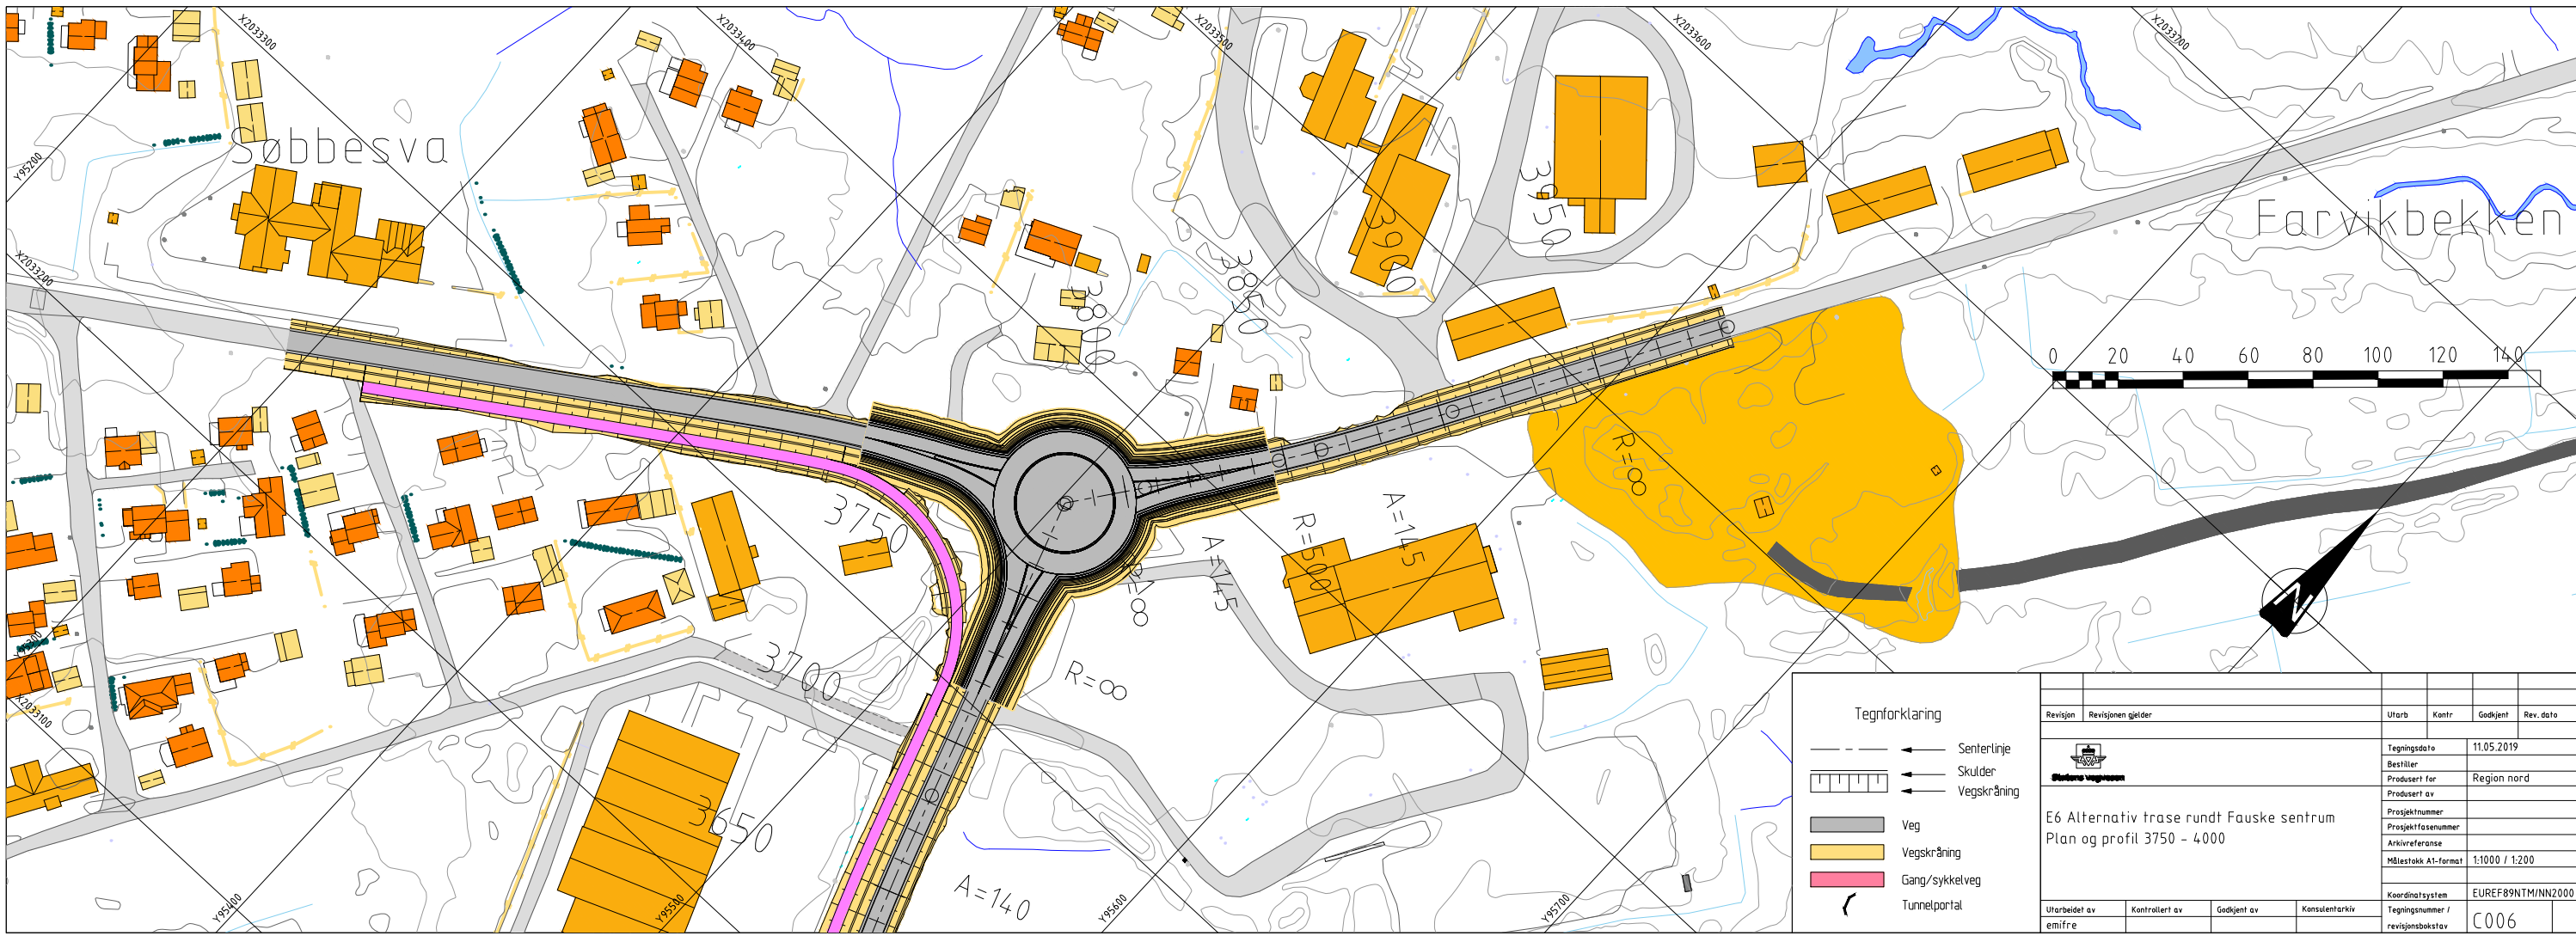 X2033300
X2033400
X2033500
X2033600
X2033700
Y95200
Søbbesva
X2033200
3950
3900
3850
3800
Farvikbekken
0 20 40 60 80 100 120 140
R=∞
3750
A=145
R=500
A=145
R=∞
3700
R=∞
X2033100
3650
A=140
Y95400
Y95500
Y95600
Y95700
N
Tegnforklaring
Senterlinje
Skulder
Vegskråning
Veg
Vegskråning
Gang/sykkelveg
Tunnelportal
Revisjon Revisjonen gjelder Utarb Kontr Godkjent Rev. dato
Statens vegvesen
Tegningsdato 11.05.2019
Bestiller
Produsert for Region nord
Produsert av
Prosjektnummer
Prosjektfasenummer
Arkivreferanse
Målestokk A1-format 1:1000 / 1:200
Koordinatsystem EUREF89NTM/NN2000
E6 Alternativ trase rundt Fauske sentrum
Plan og profil 3750 - 4000
Utarbeidet av Kontrollert av Godkjent av Konsulentarkiv
emifre
Tegningsnummer /
revisjonsbokstav C006